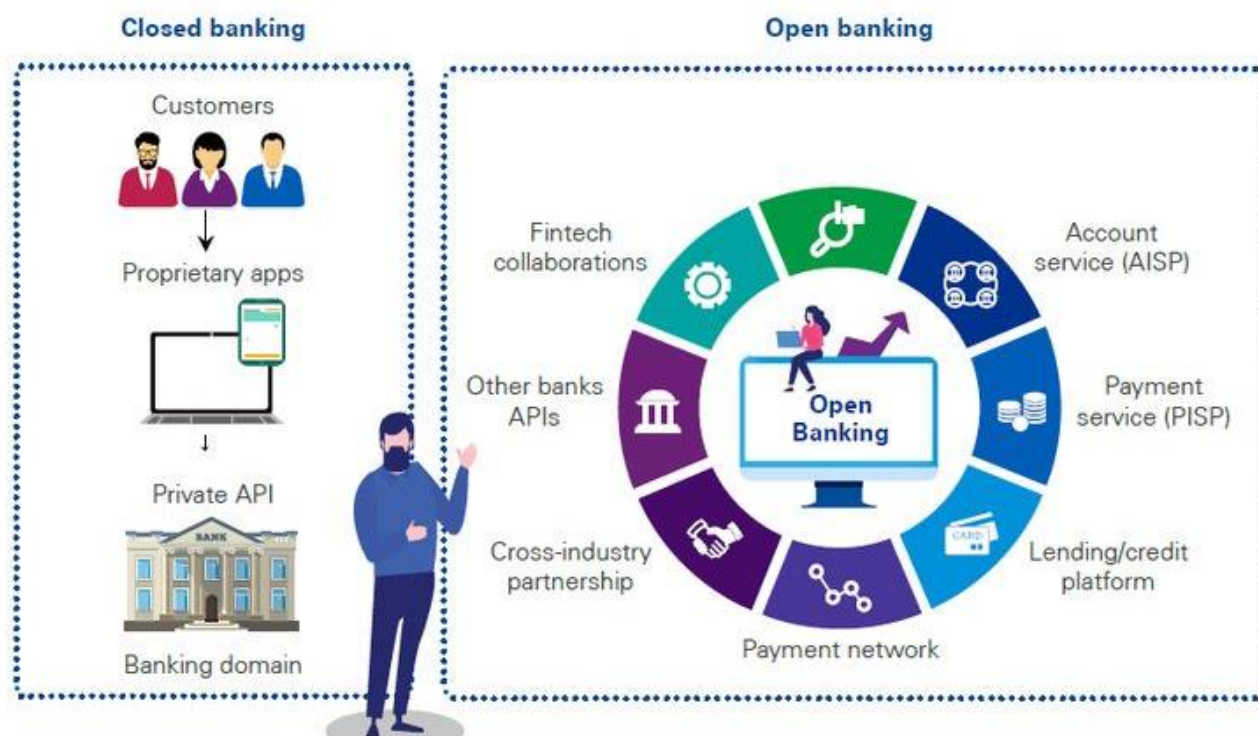 Closed banking
Customers
Proprietary apps
Private API
BANK
Banking domain
Open banking
Fintech
collaborations
Account
service (AISP)
Other banks
APIs
Open
Banking
Payment
service (PISP)
Cross-industry
partnership
CARD
Lending/credit
platform
Payment network